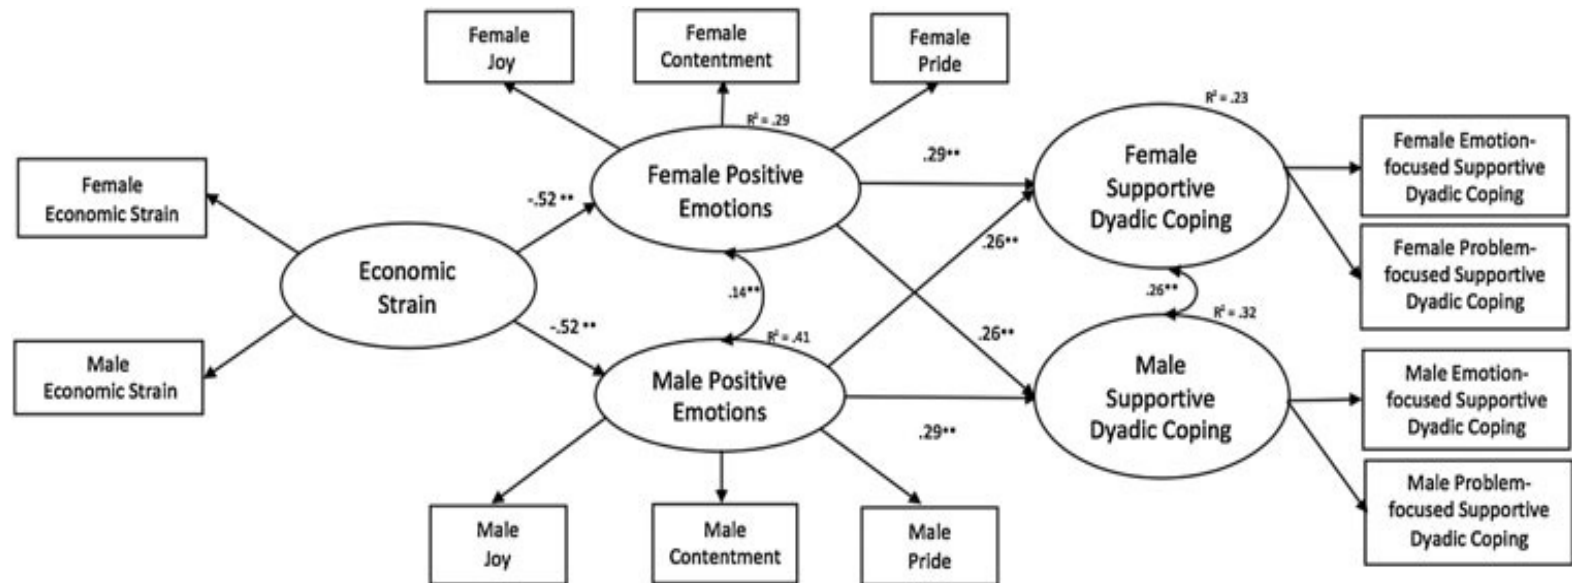 Female
Joy
Female
Contentment
Female
Pride
R² = .29
R² = .23
Female
Economic Strain
Female Positive
Emotions
-.52 **
.29**
Female
Supportive
Dyadic Coping
Female Emotion-
focused Supportive
Dyadic Coping
Female Problem-
focused Supportive
Dyadic Coping
Economic
Strain
.14**
.26**
.26**
.26**
-.52 **
R² = .41
R² = .32
Male
Economic Strain
Male Positive
Emotions
.29**
Male
Supportive
Dyadic Coping
Male Emotion-
focused Supportive
Dyadic Coping
Male Problem-
focused Supportive
Dyadic Coping
Male
Joy
Male
Contentment
Male
Pride